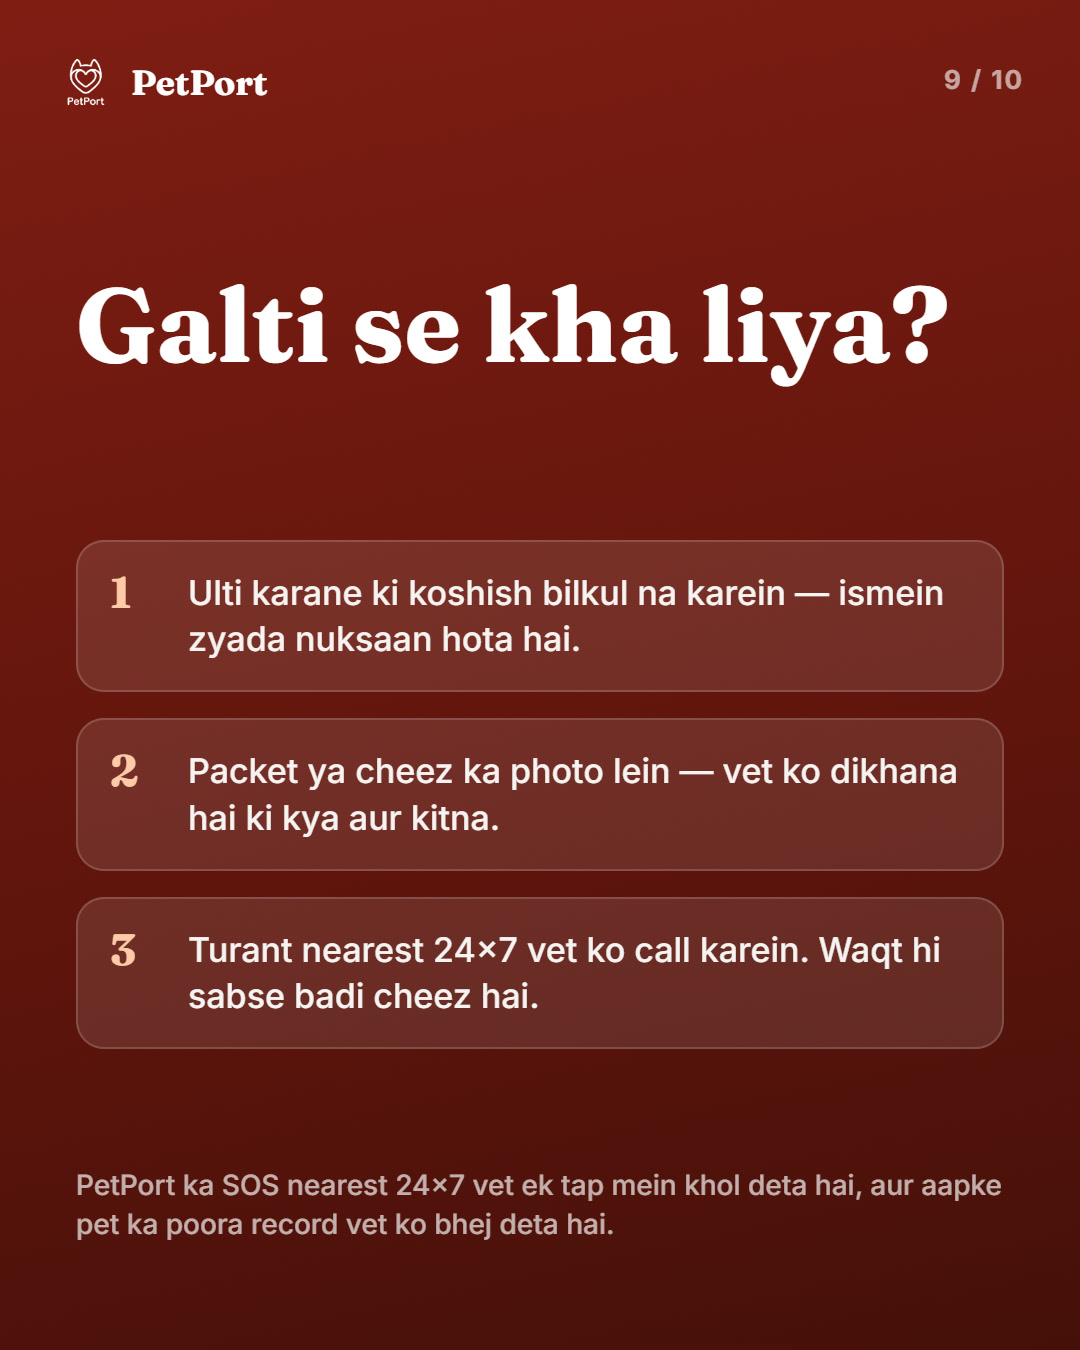 PetPort
PetPort
9 / 10
Galti se kha liya?
1
Ulti karane ki koshish bilkul na karein — ismein
zyada nuksaan hota hai.
2
Packet ya cheez ka photo lein — vet ko dikhana
hai ki kya aur kitna.
3
Turant nearest 24×7 vet ko call karein. Waqt hi
sabse badi cheez hai.
PetPort ka SOS nearest 24×7 vet ek tap mein khol deta hai, aur aapke
pet ka poora record vet ko bhej deta hai.